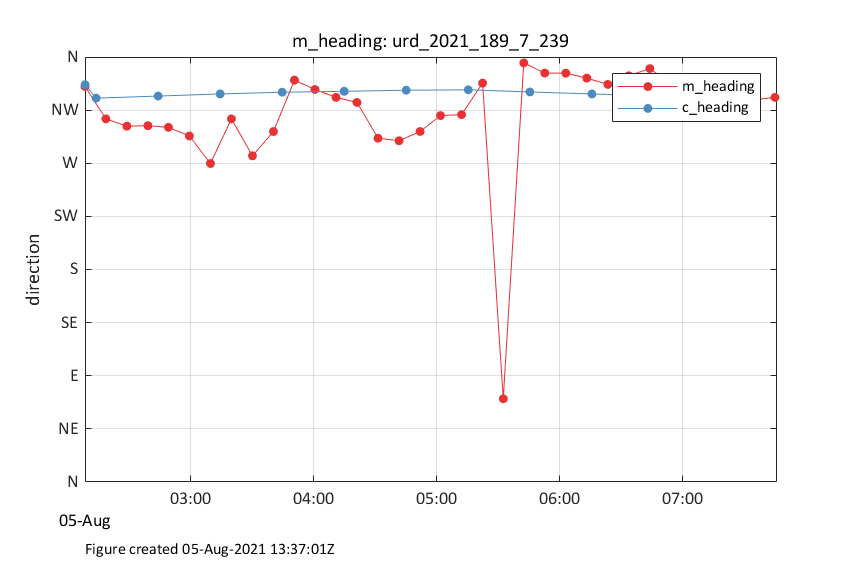 m_heading: urd_2021_189_7_239
N
NW
W
SW
S
SE
E
NE
N
direction
m_heading
c_heading
03:00
04:00
05:00
06:00
07:00
05-Aug
Figure created 05-Aug-2021 13:37:01Z